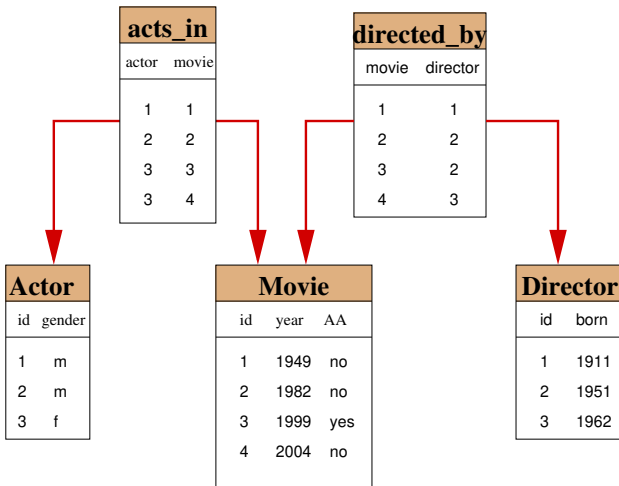 acts_in
actor movie
1 1
2 2
3 3
3 4
directed_by
movie director
1 1
2 2
3 2
4 3
Actor
id gender
1 m
2 m
3 f
Movie
id year AA
1 1949 no
2 1982 no
3 1999 yes
4 2004 no
Director
id born
1 1911
2 1951
3 1962